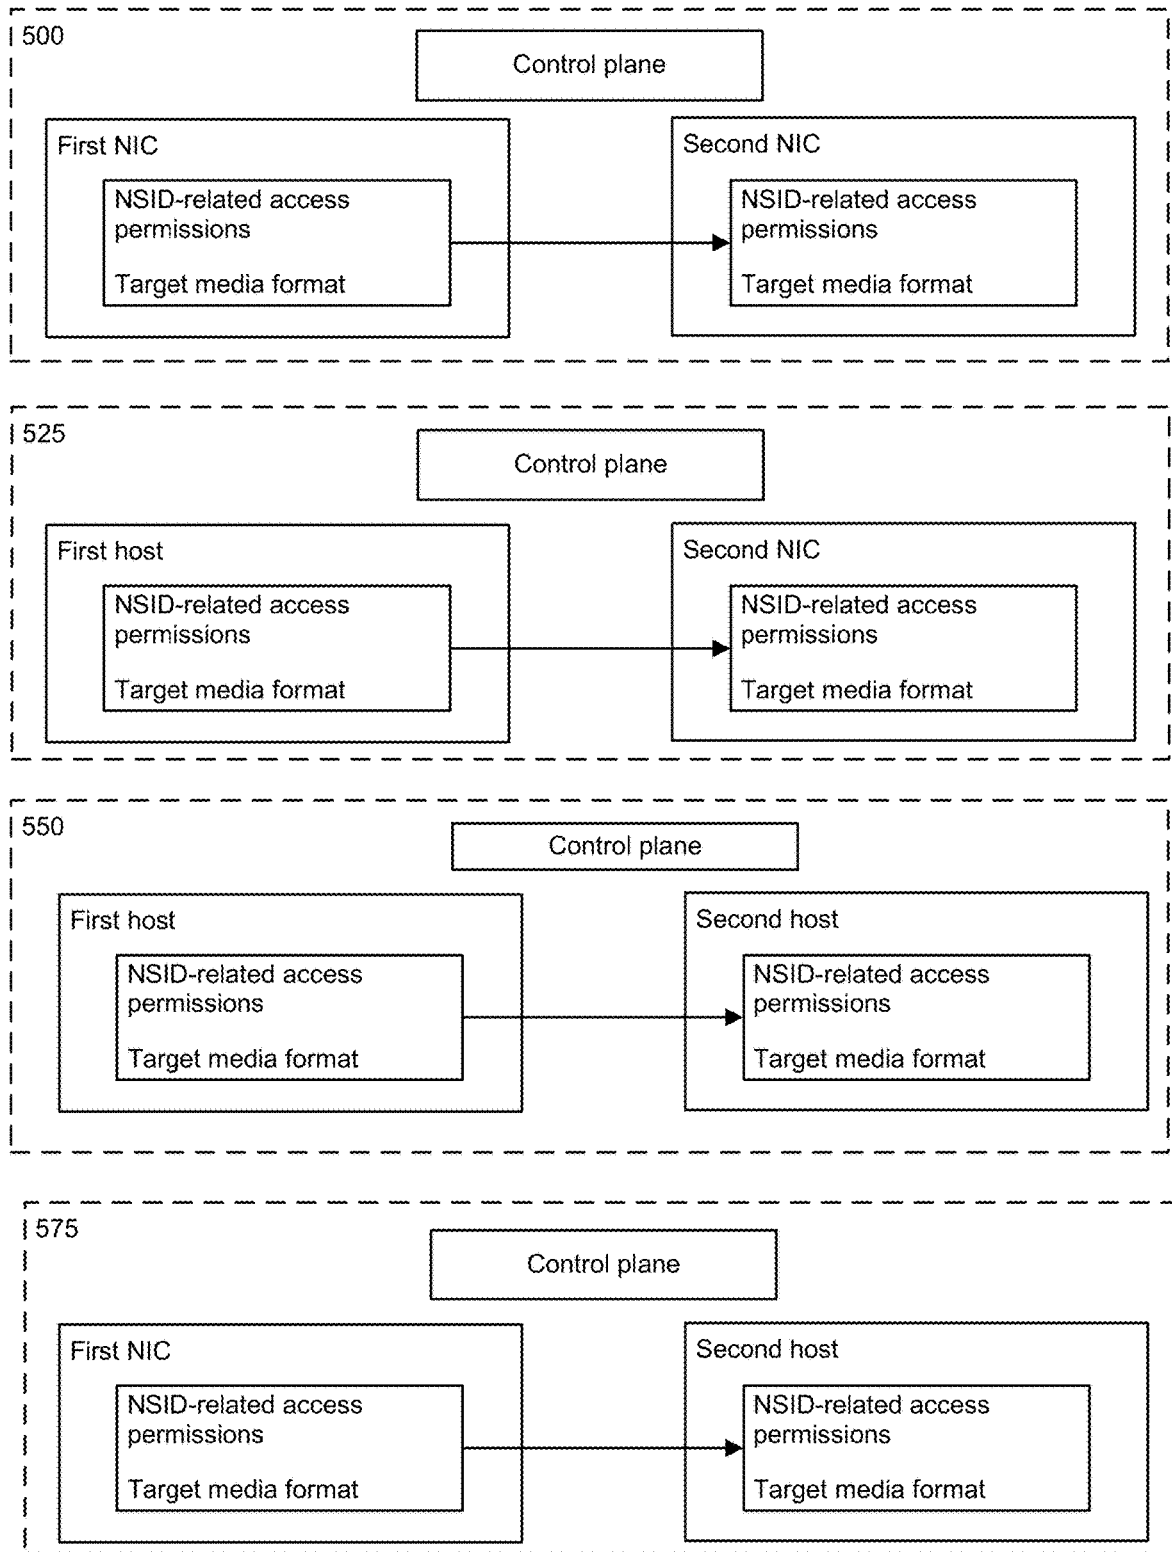 500
Control plane
First NIC
NSID-related access
permissions
Target media format
Second NIC
NSID-related access
permissions
Target media format
525
Control plane
First host
NSID-related access
permissions
Target media format
Second NIC
NSID-related access
permissions
Target media format
550
Control plane
First host
NSID-related access
permissions
Target media format
Second host
NSID-related access
permissions
Target media format
575
Control plane
First NIC
NSID-related access
permissions
Target media format
Second host
NSID-related access
permissions
Target media format